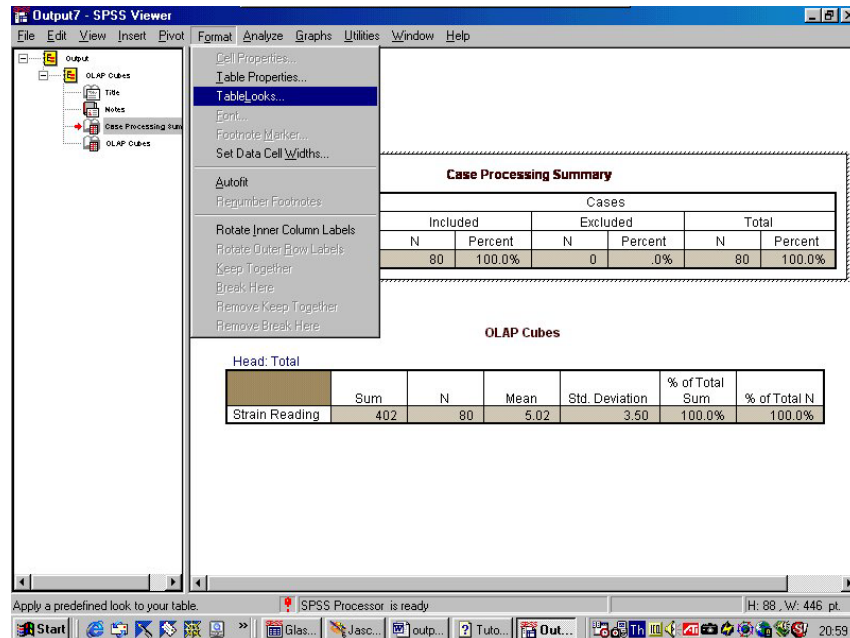 Output7 - SPSS Viewer
File Edit View Insert Pivot Format Analyze Graphs Utilities Window Help
Output
OLAP Cubes
Title
Notes
Case Processing Sum
OLAP Cubes
Cell Properties...
Table Properties...
TableLooks...
Font...
Footnote Marker...
Set Data Cell Widths...
Autofit
Renumber Footnotes
Rotate Inner Column Labels
Rotate Outer Row Labels
Keep Together
Break Here
Remove Keep Together
Remove Break Here
Case Processing Summary
Cases
Included Excluded Total
N Percent N Percent N Percent
80 100.0% 0 .0% 80 100.0%
OLAP Cubes
Head: Total
Sum N Mean Std. Deviation % of Total Sum % of Total N
Strain Reading 402 80 5.02 3.50 100.0% 100.0%
Apply a predefined look to your table. SPSS Processor is ready H: 88 , W: 446 pt.
Start » Glas... Jasc... outp... Tuto... Out... Th 20:59